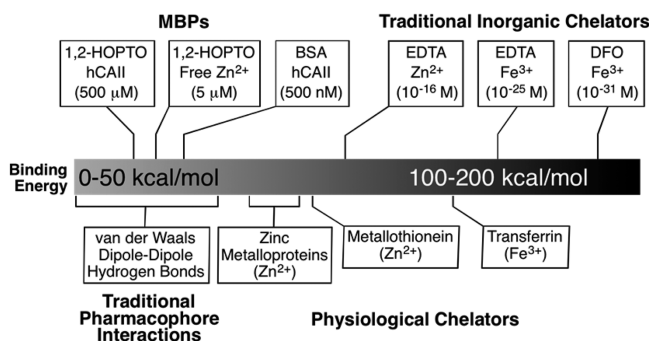 MBPs
Traditional Inorganic Chelators
1,2-HOPTO
hCAII
(500 μM)
1,2-HOPTO
Free Zn²⁺
(5 μM)
BSA
hCAII
(500 nM)
EDTA
Zn²⁺
(10⁻¹⁶ M)
EDTA
Fe³⁺
(10⁻²⁵ M)
DFO
Fe³⁺
(10⁻³¹ M)
Binding
Energy
0-50 kcal/mol
100-200 kcal/mol
van der Waals
Dipole-Dipole
Hydrogen Bonds
Zinc
Metalloproteins
(Zn²⁺)
Metallothionein
(Zn²⁺)
Transferrin
(Fe³⁺)
Traditional
Pharmacophore
Interactions
Physiological Chelators